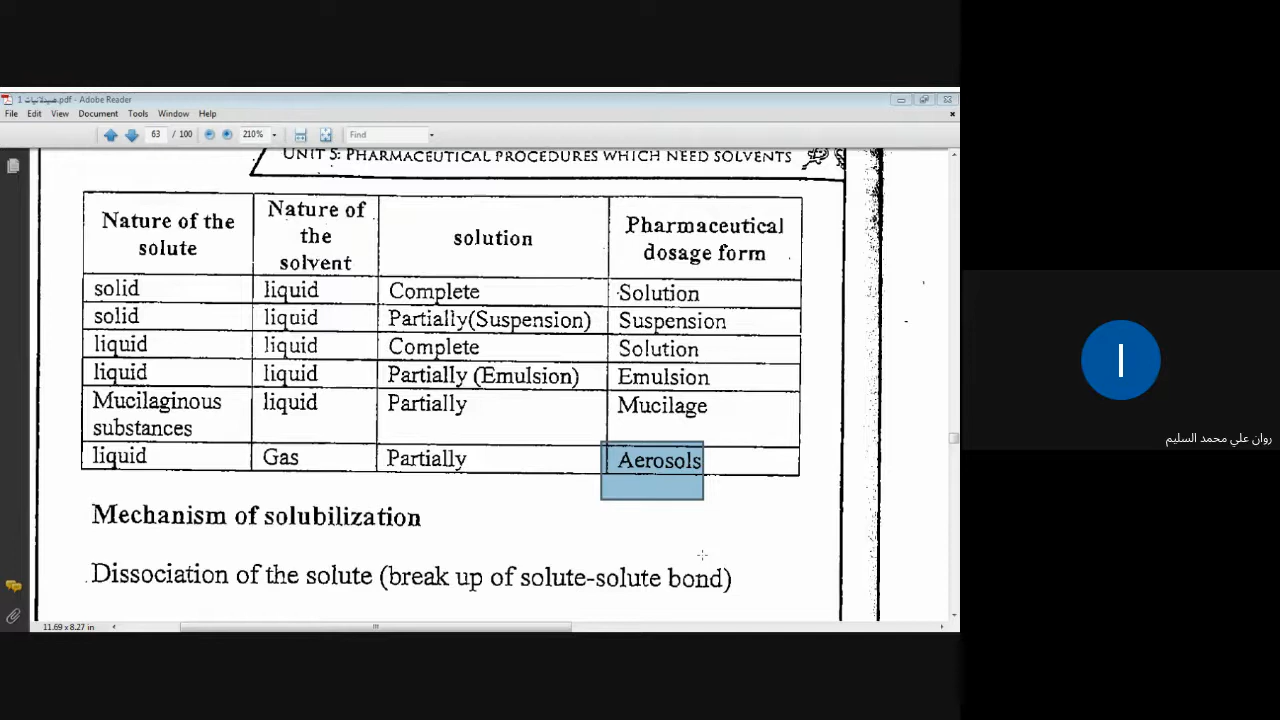 صيدلانيات 1.pdf - Adobe Reader
File Edit View Document Tools Window Help
63 / 100 210% Find
UNIT 5: PHARMACEUTICAL PROCEDURES WHICH NEED SOLVENTS
Nature of the solute Nature of the solvent solution Pharmaceutical dosage form
solid liquid Complete Solution
solid liquid Partially(Suspension) Suspension
liquid liquid Complete Solution
liquid liquid Partially (Emulsion) Emulsion
Mucilaginous substances liquid Partially Mucilage
liquid Gas Partially Aerosols
Mechanism of solubilization
Dissociation of the solute (break up of solute-solute bond)
11.69 x 8.27 in
I
روان علي محمد السليم